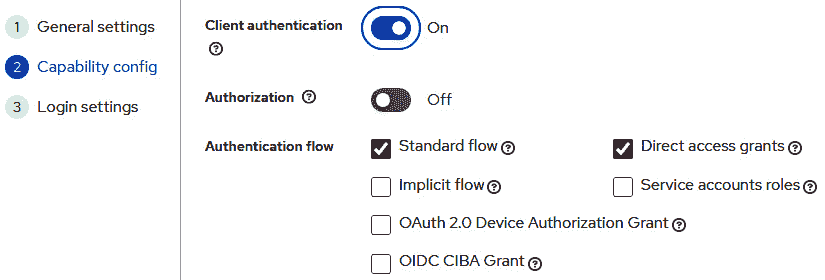 1 General settings
2 Capability config
3 Login settings
Client authentication
On
Authorization
Off
Authentication flow
Standard flow
Direct access grants
Implicit flow
Service accounts roles
OAuth 2.0 Device Authorization Grant
OIDC CIBA Grant